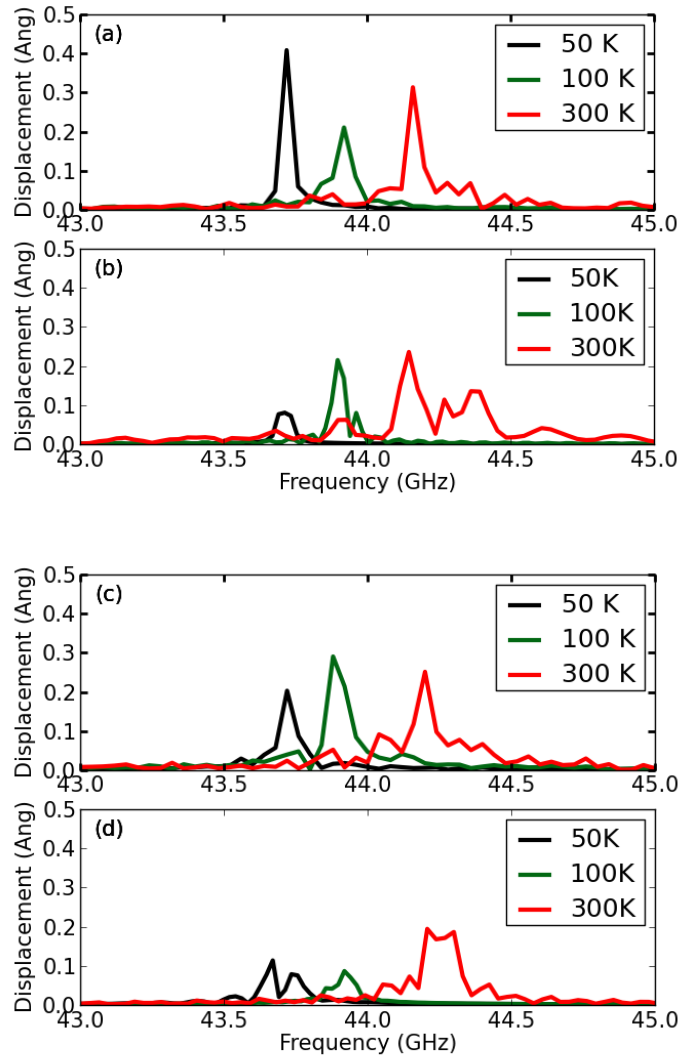 (a)
Displacement (Ang)
0.5
0.4
0.3
0.2
0.1
0.0
50 K
100 K
300 K
43.0 43.5 44.0 44.5 45.0
(b)
Displacement (Ang)
0.5
0.4
0.3
0.2
0.1
0.0
50K
100K
300K
43.0 43.5 44.0 44.5 45.0
Frequency (GHz)
(c)
Displacement (Ang)
0.5
0.4
0.3
0.2
0.1
0.0
50 K
100 K
300 K
43.0 43.5 44.0 44.5 45.0
(d)
Displacement (Ang)
0.5
0.4
0.3
0.2
0.1
0.0
50K
100K
300K
43.0 43.5 44.0 44.5 45.0
Frequency (GHz)